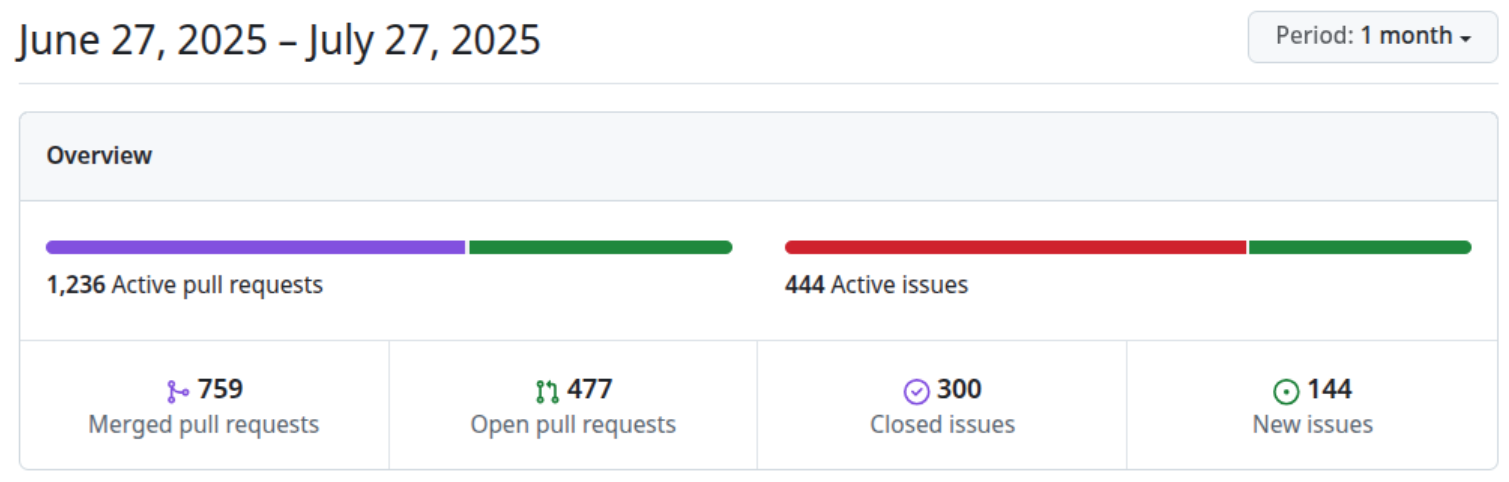 June 27, 2025 – July 27, 2025
Period: 1 month
Overview
1,236 Active pull requests
444 Active issues
759
Merged pull requests
477
Open pull requests
300
Closed issues
144
New issues